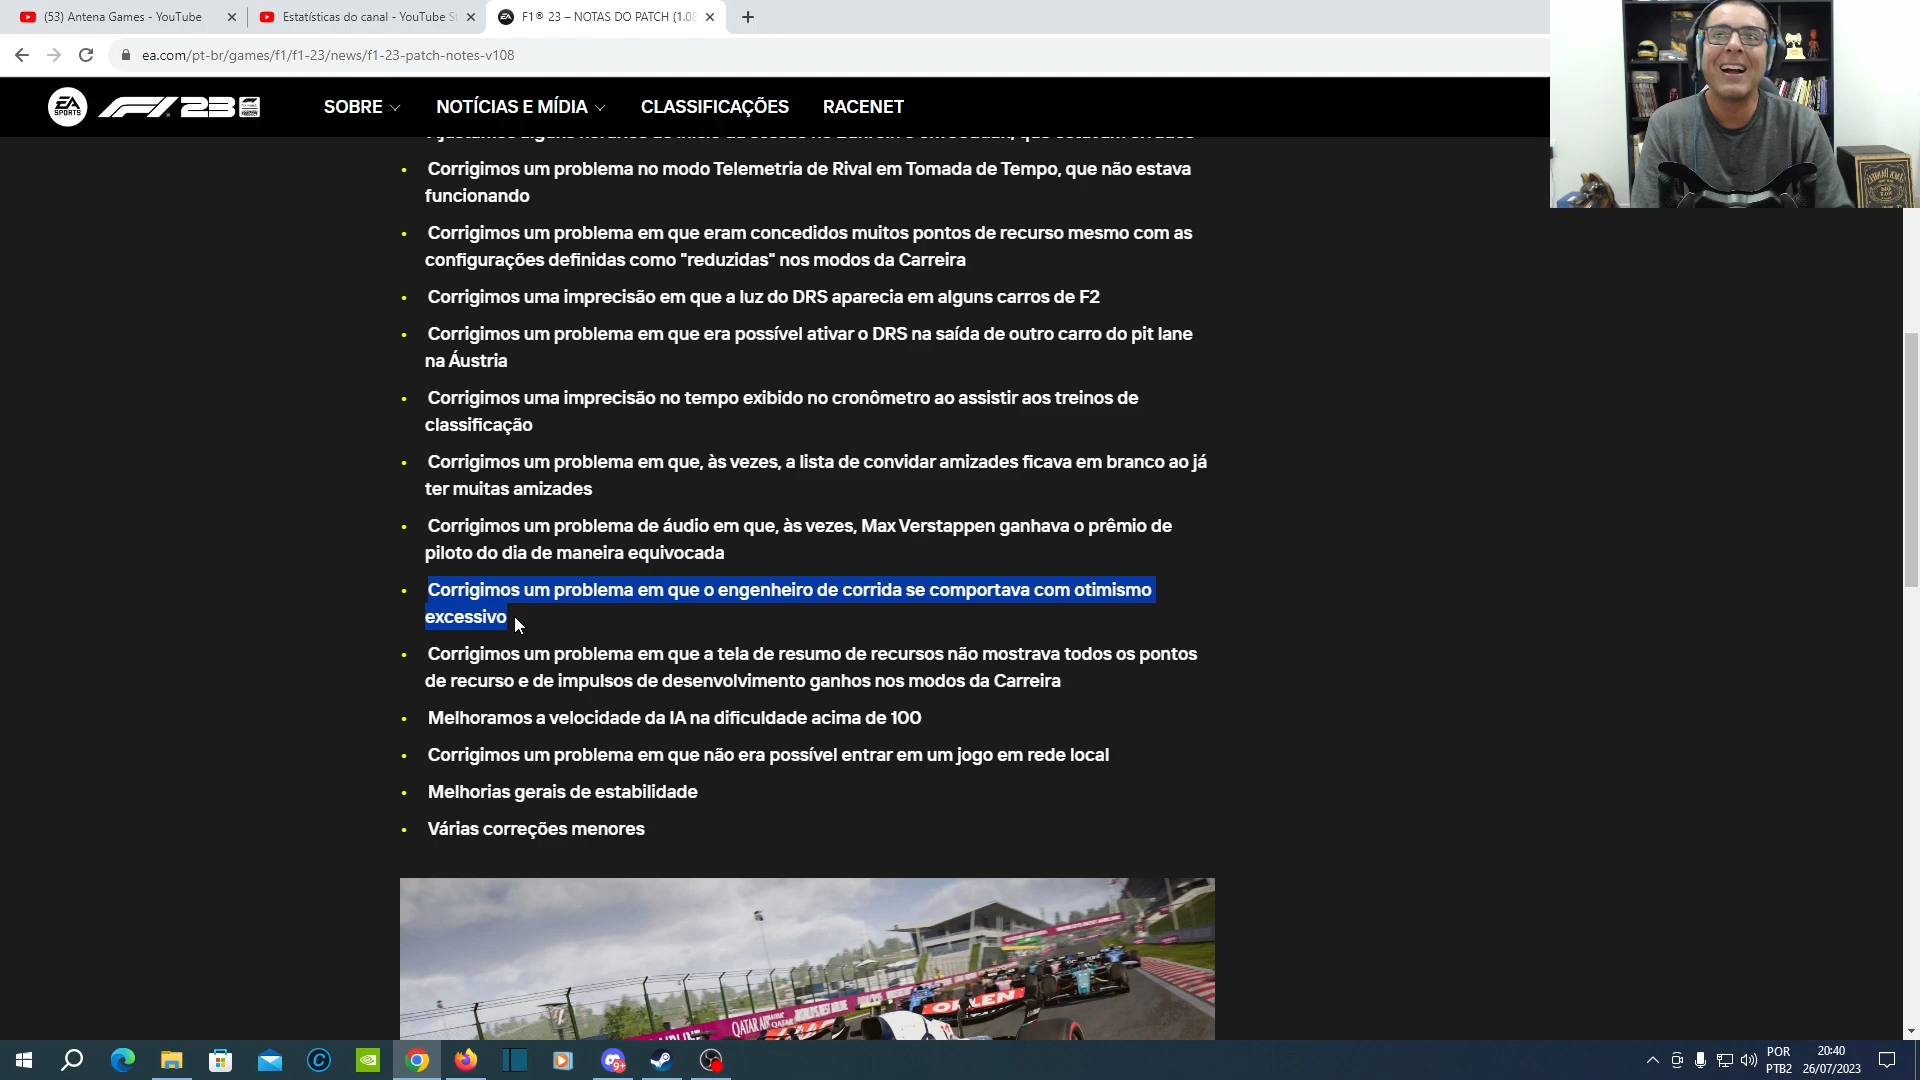 (53) Antena Games - YouTube
Estatísticas do canal - YouTube St
F1® 23 – NOTAS DO PATCH (1.08
ea.com/pt-br/games/f1/f1-23/news/f1-23-patch-notes-v108
EA SPORTS
F1 23
SOBRE
NOTÍCIAS E MÍDIA
CLASSIFICAÇÕES
RACENET
• Corrigimos um problema no modo Telemetria de Rival em Tomada de Tempo, que não estava
funcionando
• Corrigimos um problema em que eram concedidos muitos pontos de recurso mesmo com as
configurações definidas como "reduzidas" nos modos da Carreira
• Corrigimos uma imprecisão em que a luz do DRS aparecia em alguns carros de F2
• Corrigimos um problema em que era possível ativar o DRS na saída de outro carro do pit lane
na Áustria
• Corrigimos uma imprecisão no tempo exibido no cronômetro ao assistir aos treinos de
classificação
• Corrigimos um problema em que, às vezes, a lista de convidar amizades ficava em branco ao já
ter muitas amizades
• Corrigimos um problema de áudio em que, às vezes, Max Verstappen ganhava o prêmio de
piloto do dia de maneira equivocada
• Corrigimos um problema em que o engenheiro de corrida se comportava com otimismo
excessivo
• Corrigimos um problema em que a tela de resumo de recursos não mostrava todos os pontos
de recurso e de impulsos de desenvolvimento ganhos nos modos da Carreira
• Melhoramos a velocidade da IA na dificuldade acima de 100
• Corrigimos um problema em que não era possível entrar em um jogo em rede local
• Melhorias gerais de estabilidade
• Várias correções menores
QATAR AIRWAYS
ORLEN
JACK DANIEL'S
9+
POR
PTB2
20:40
26/07/2023